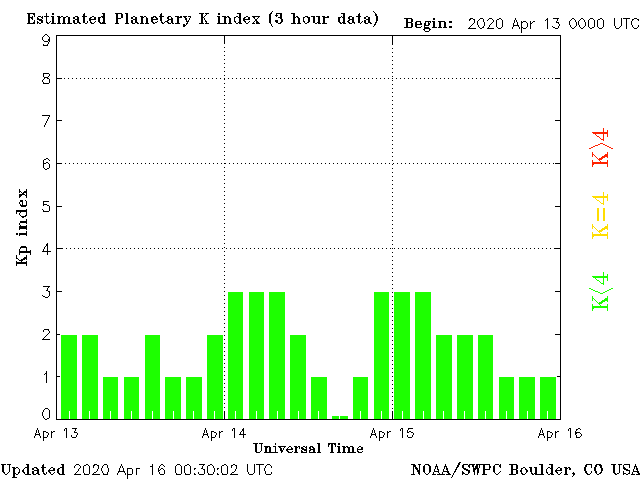 Estimated Planetary K index (3 hour data)
Begin: 2020 Apr 13 0000 UTC
9
8
7
6
5
4
3
2
1
0
Kp index
K>4
K=4
K<4
Apr 13
Apr 14
Apr 15
Apr 16
Universal Time
Updated 2020 Apr 16 00:30:02 UTC
NOAA/SWPC Boulder, CO USA